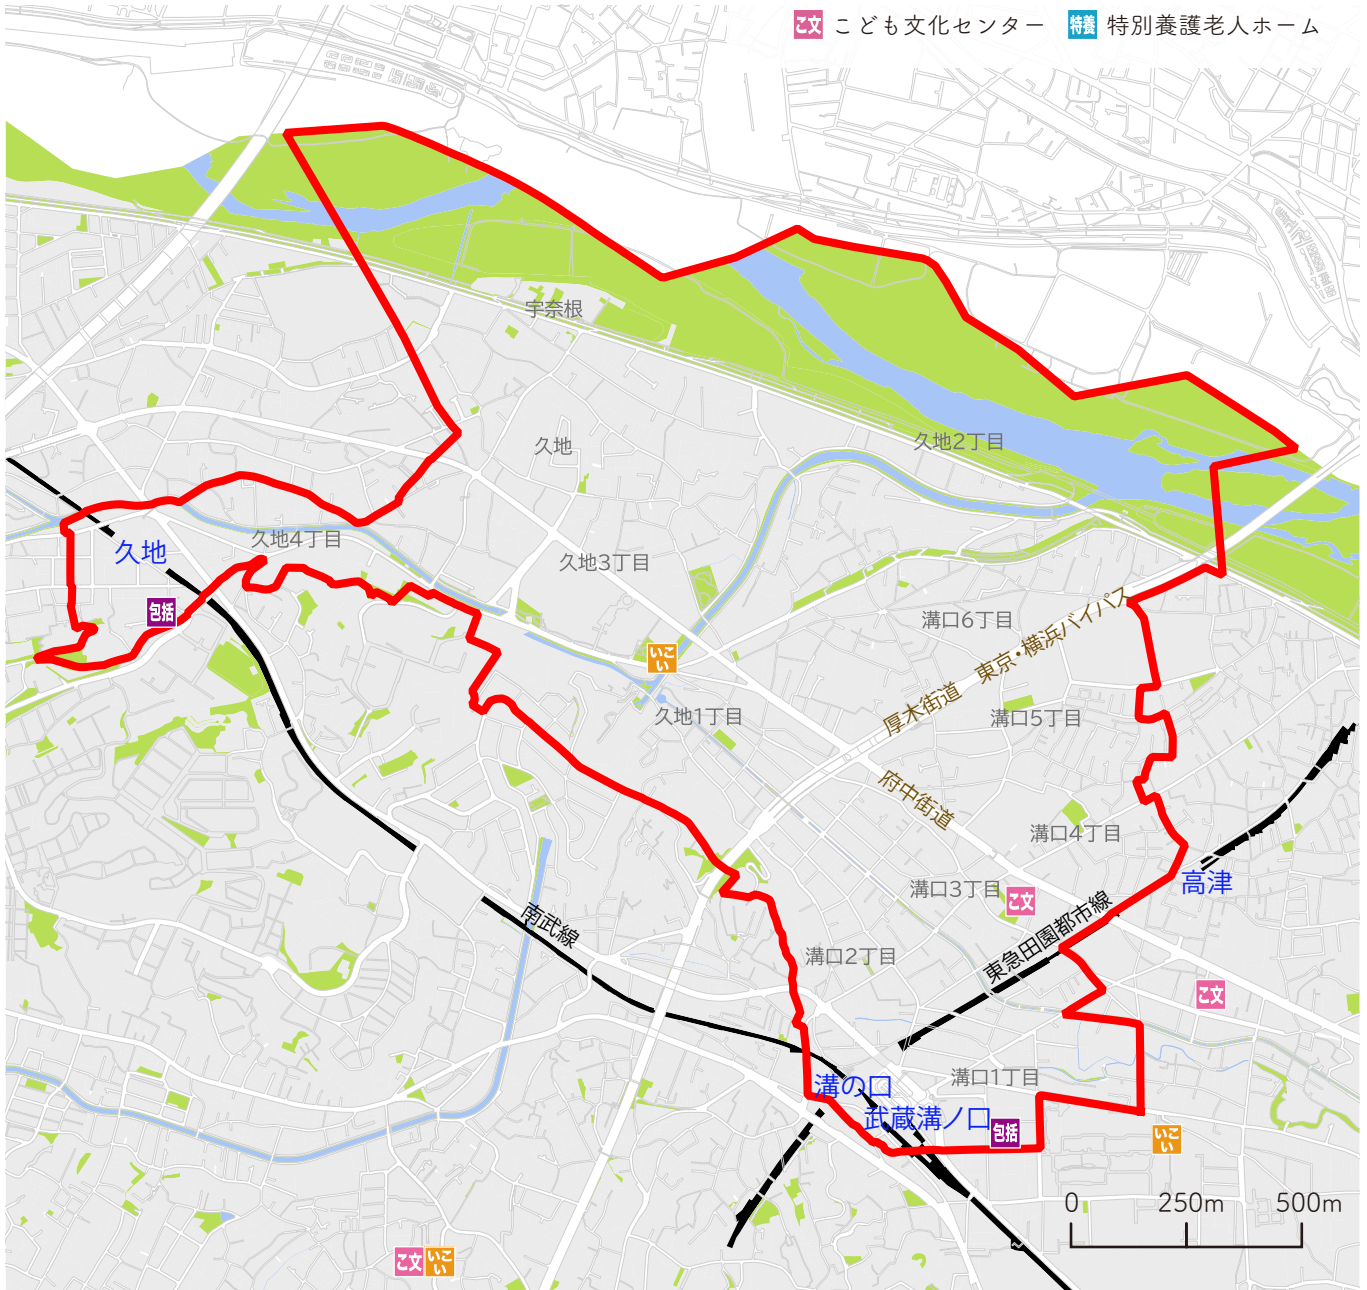 こ文 こども文化センター 特養 特別養護老人ホーム
宇奈根
久地2丁目
久地
久地4丁目
久地
久地3丁目
包括
溝口6丁目
東京・横浜バイパス
いこい
厚木街道
久地1丁目
溝口5丁目
府中街道
溝口4丁目
高津
溝口3丁目
こ文
南武線
東急田園都市線
溝口2丁目
こ文
溝口1丁目
溝の口
武蔵溝ノ口
包括
いこい
0 250m 500m
こ文 いこい